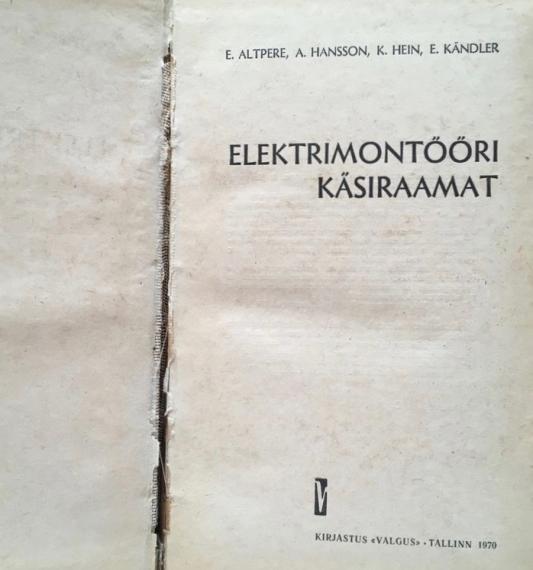 E. ALTPERE, A. HANSSON, K. HEIN, E. KÄNDLER
ELEKTRIMONTÖÖRI
KÄSIRAAMAT
V
KIRJASTUS «VALGUS» · TALLINN 1970